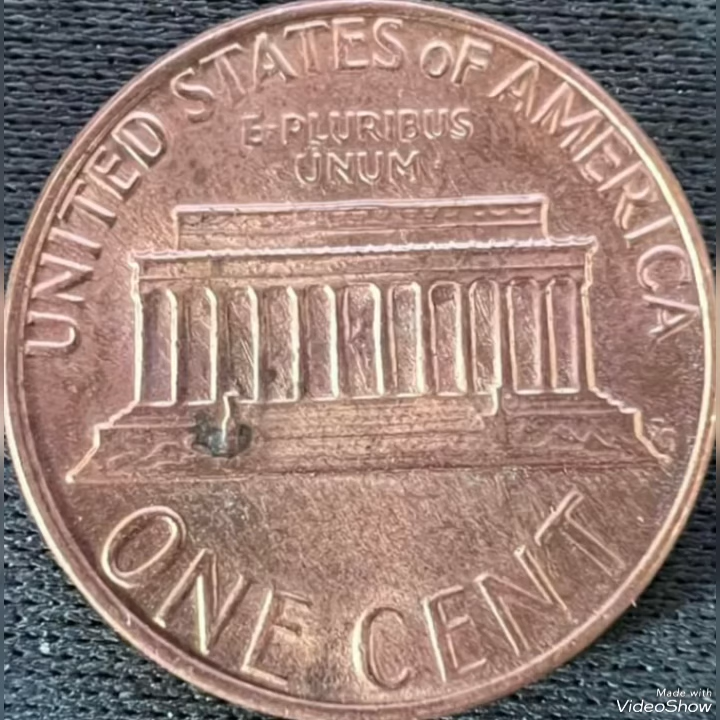 UNITED STATES oF AMERICA
E·PLURIBUS
UNUM
ONE CENT
Made with
VideoShow